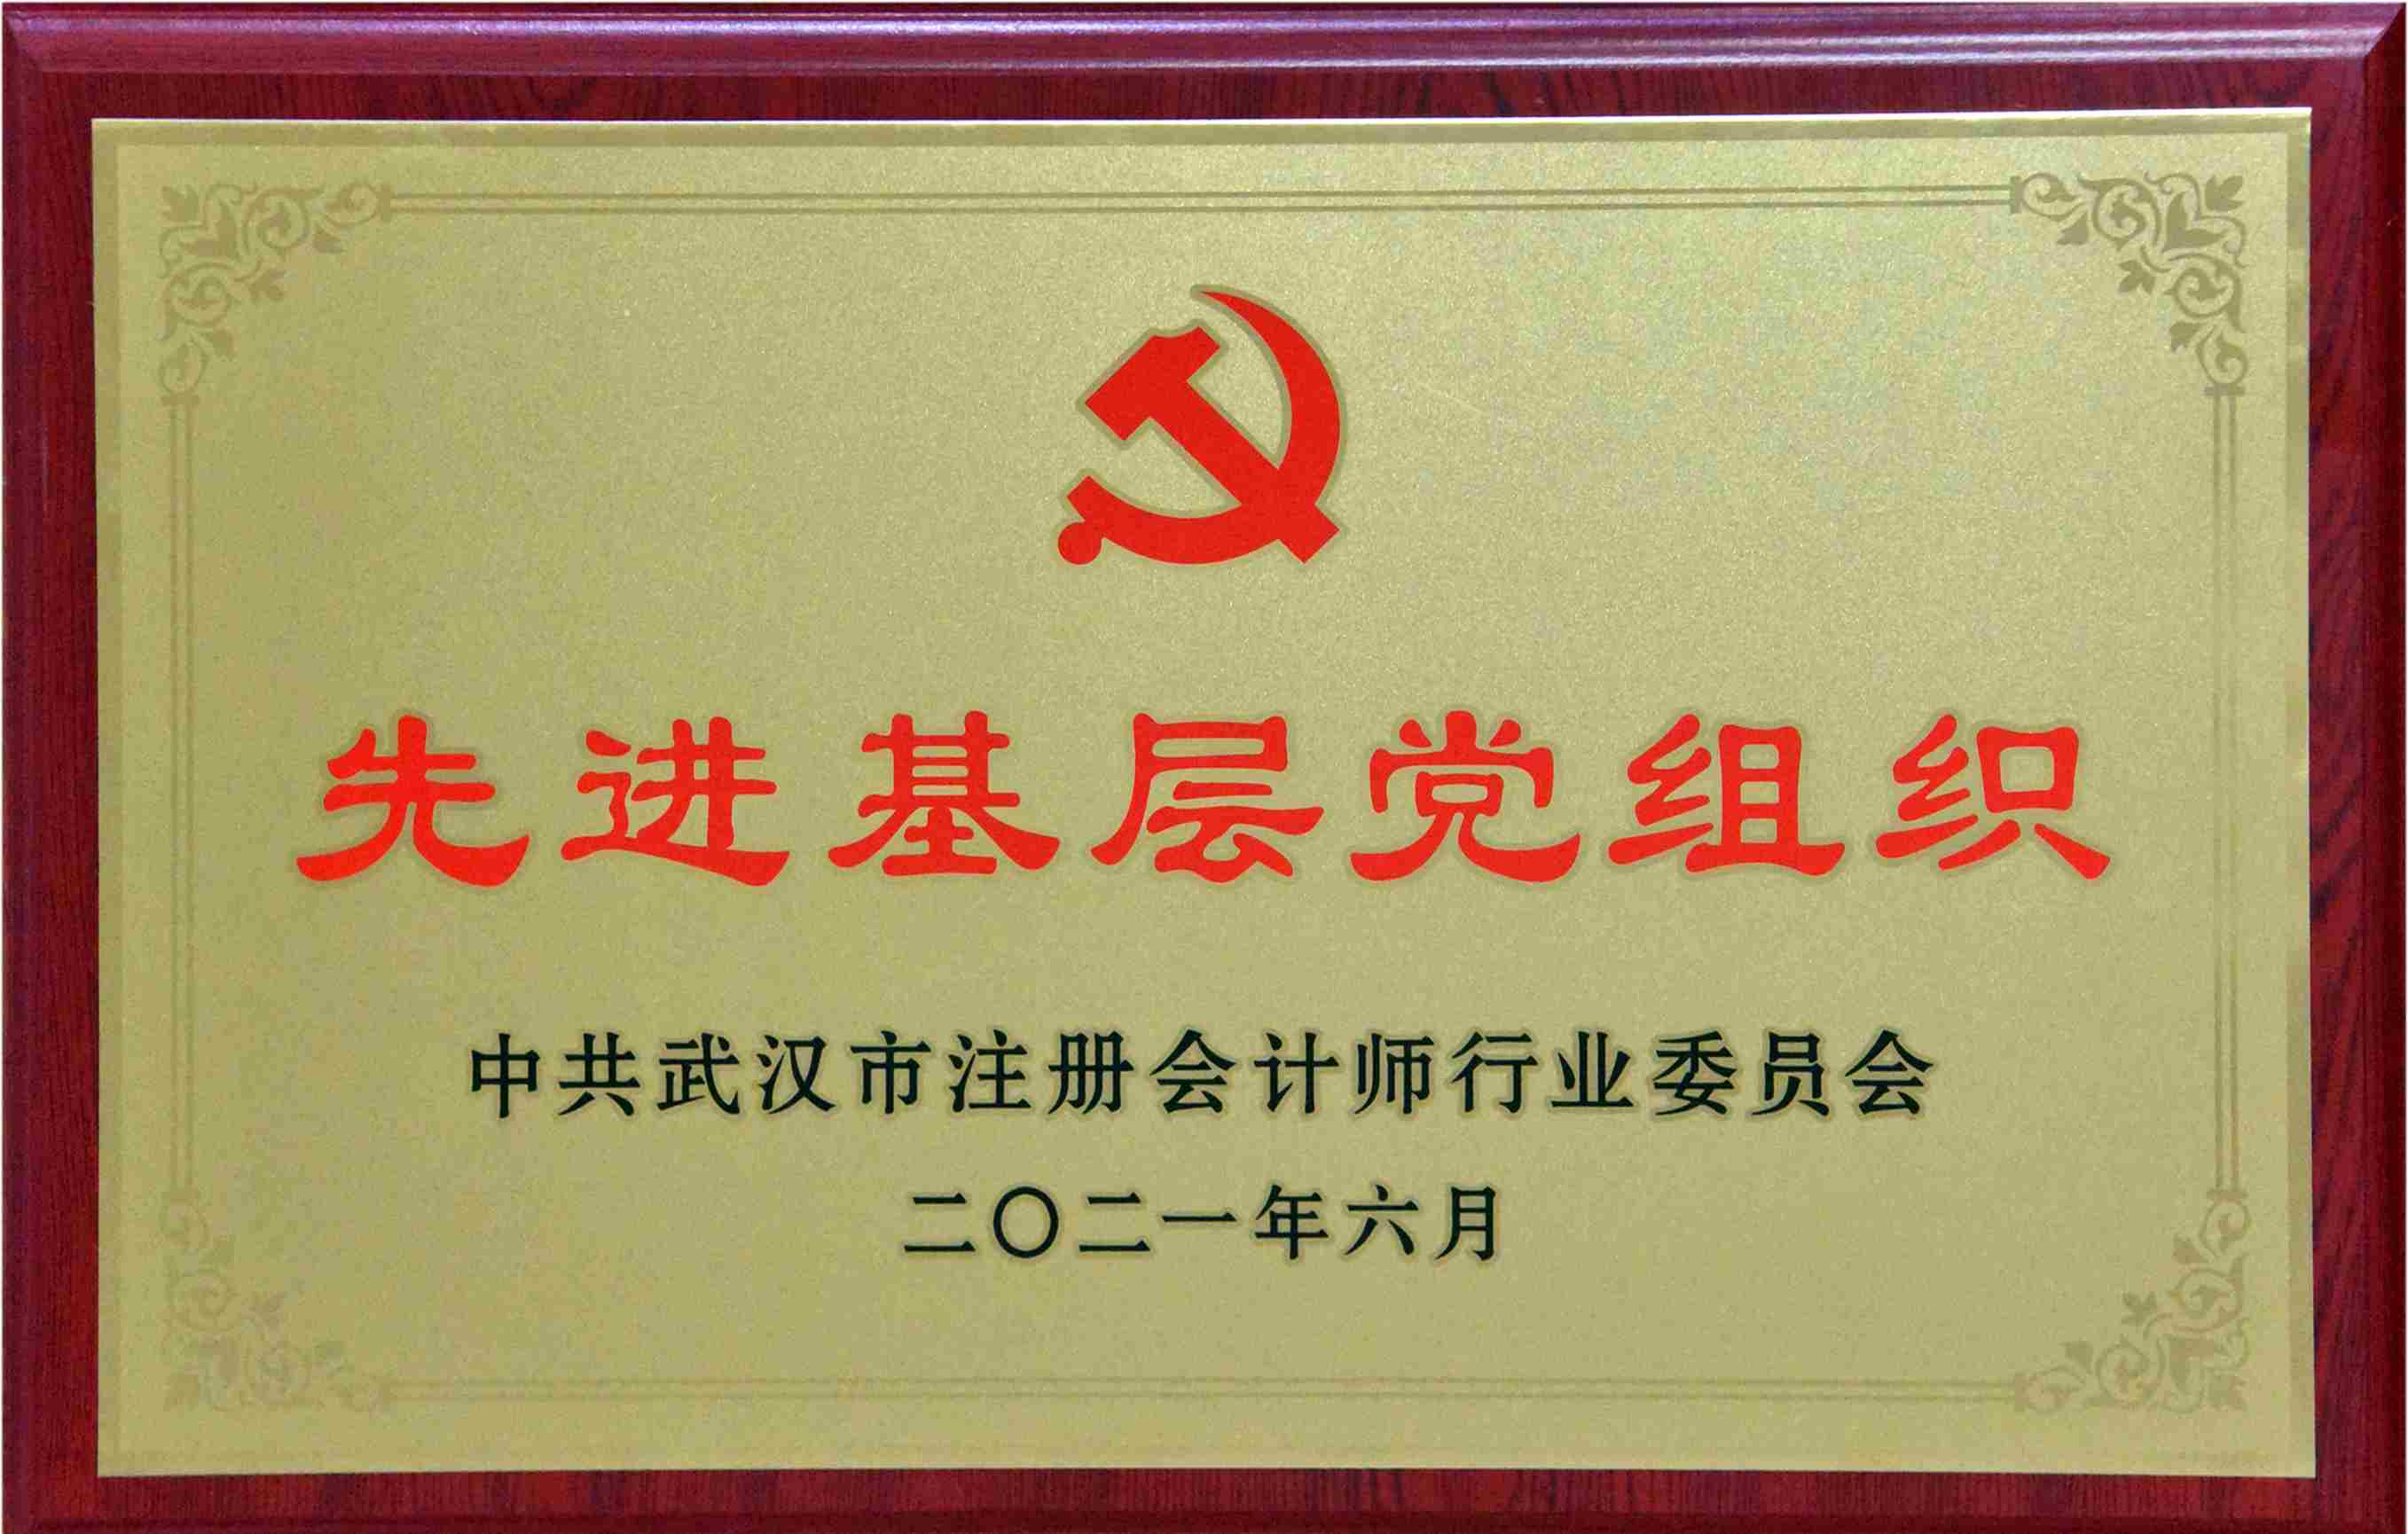 先进基层党组织
中共武汉市注册会计师行业委员会
二〇二一年六月